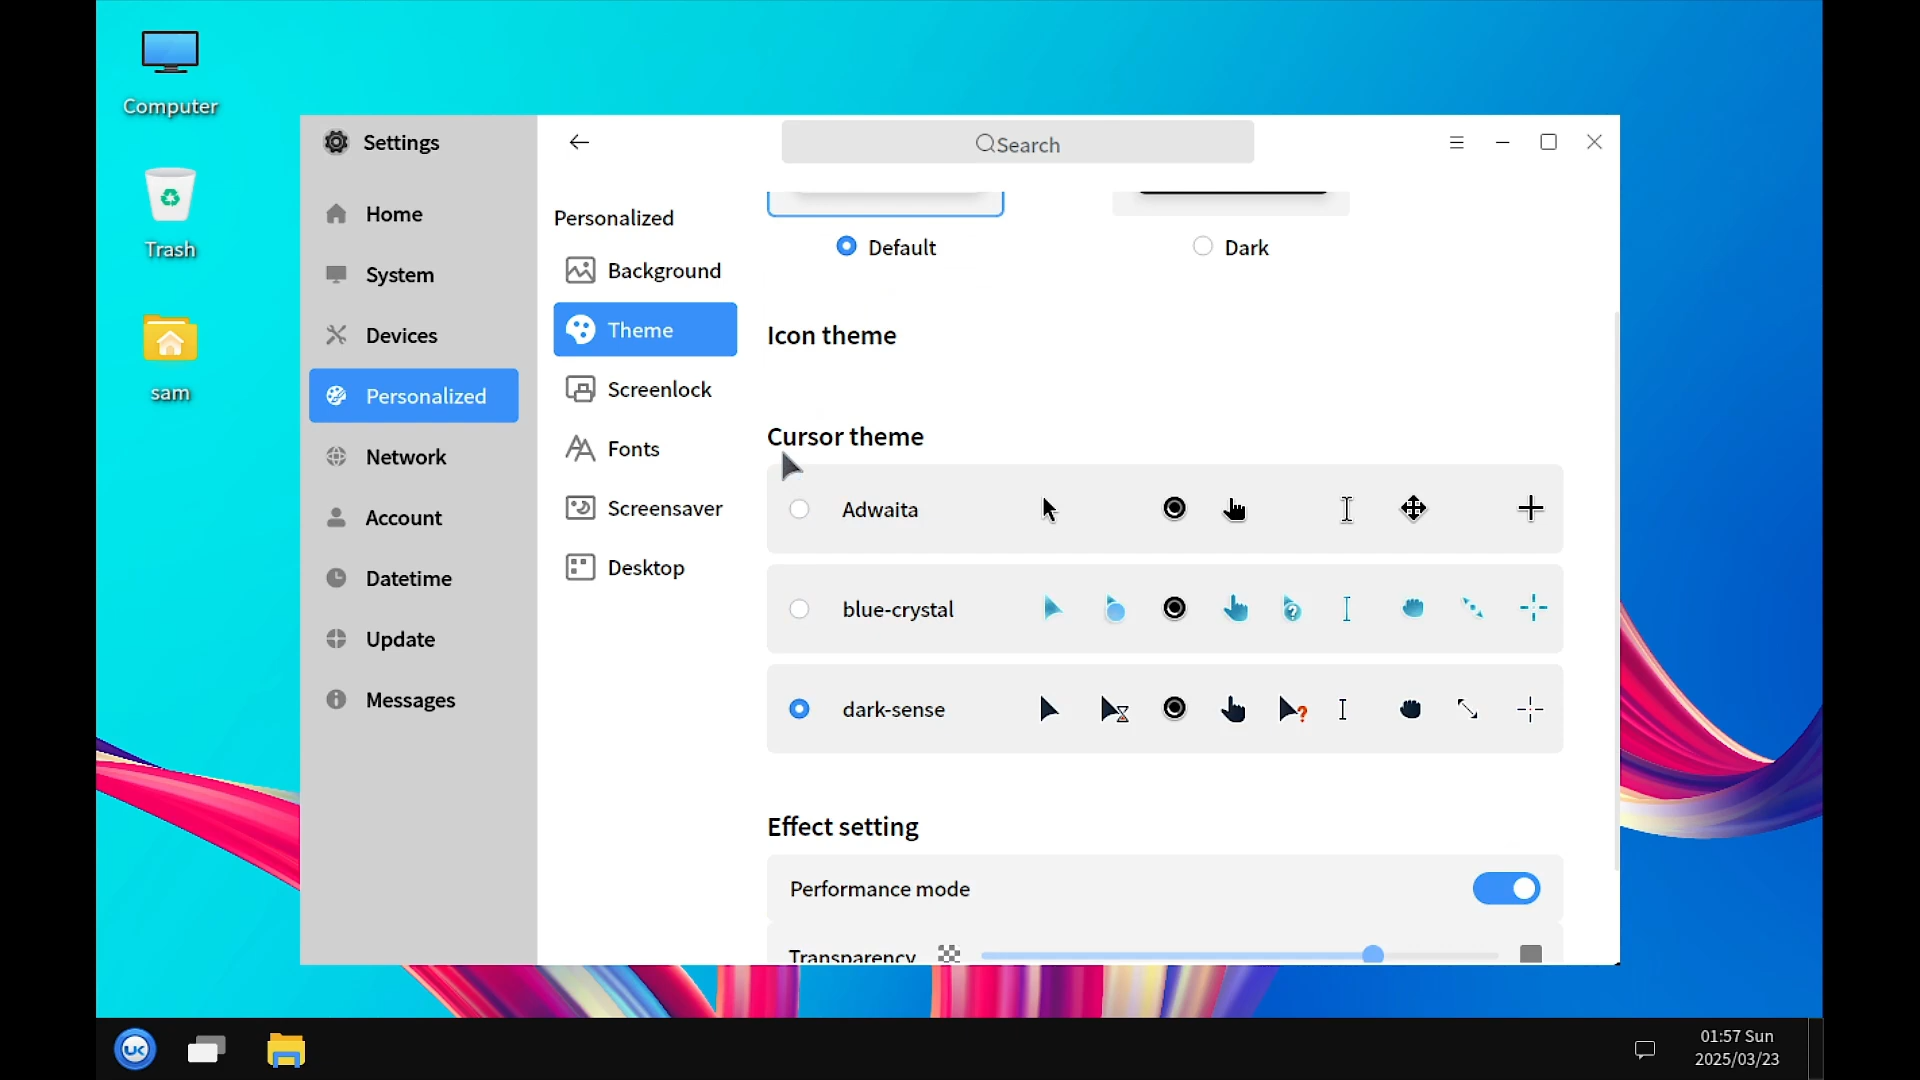 Computer
Trash
sam
Settings
Home
System
Devices
Personalized
Network
Account
Datetime
Update
Messages
Search
Personalized
Background
Theme
Screenlock
Fonts
Screensaver
Desktop
Default
Dark
Icon theme
Cursor theme
Adwaita
blue-crystal
dark-sense
Effect setting
Performance mode
Transparency
UK
01:57 Sun
2025/03/23